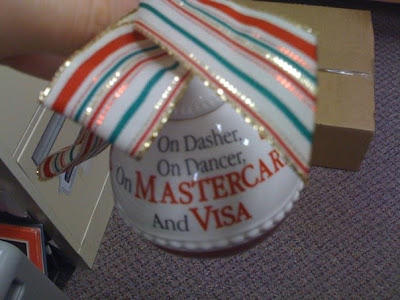 On Dasher,
On Dancer,
On MASTERCAR
And VISA